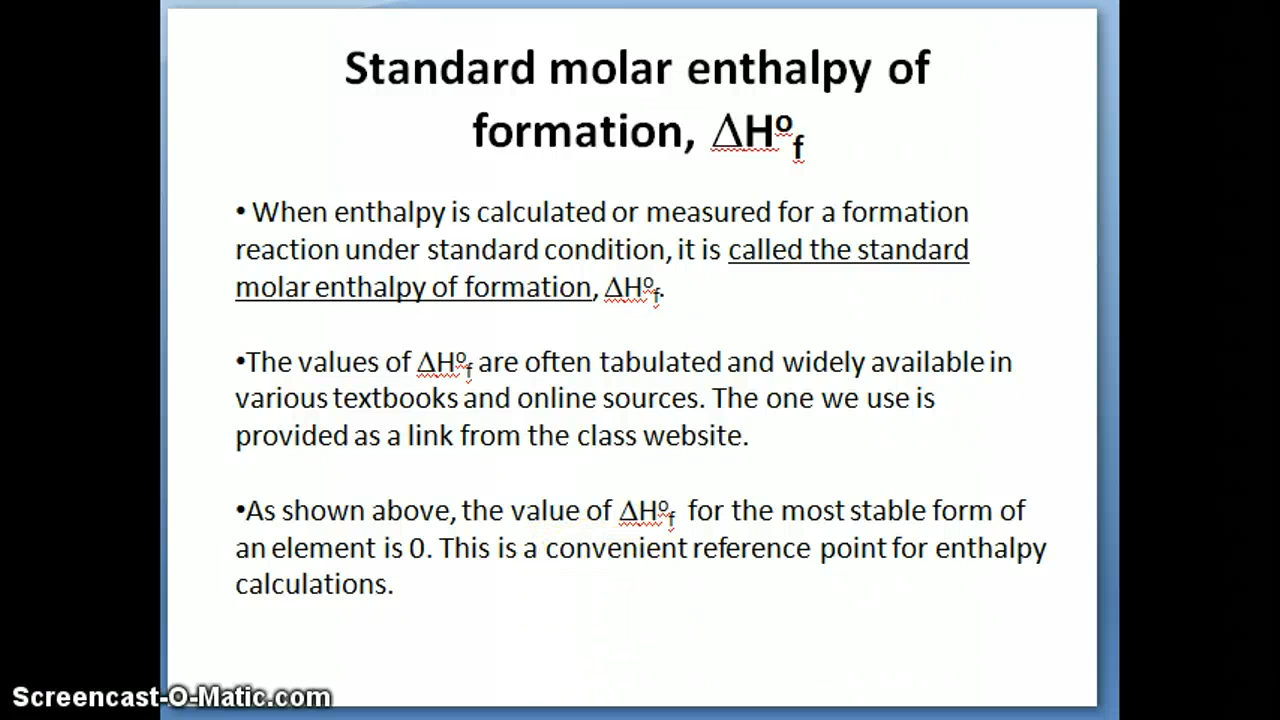 Standard molar enthalpy of
formation, ΔHºf
• When enthalpy is calculated or measured for a formation
reaction under standard condition, it is called the standard
molar enthalpy of formation, ΔHºf.
•The values of ΔHºf are often tabulated and widely available in
various textbooks and online sources. The one we use is
provided as a link from the class website.
•As shown above, the value of ΔHºf for the most stable form of
an element is 0. This is a convenient reference point for enthalpy
calculations.
Screencast-O-Matic.com